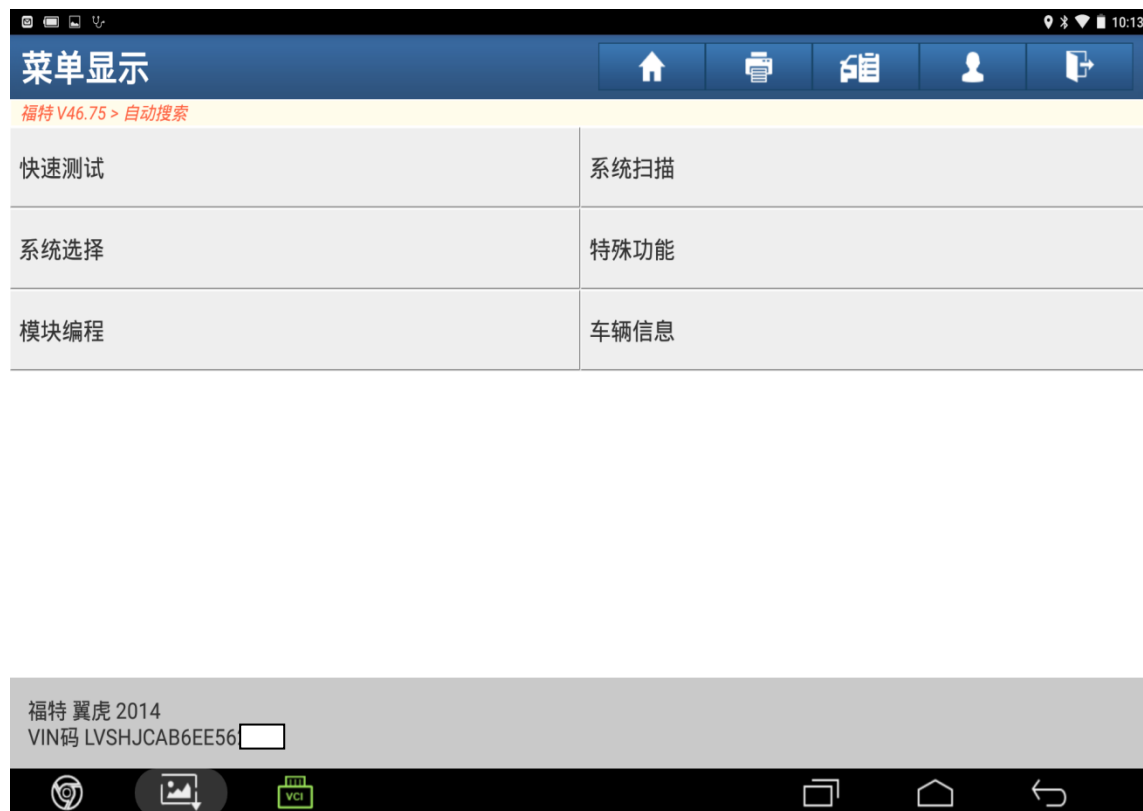 10:13
菜单显示
福特 V46.75 > 自动搜索
快速测试
系统扫描
系统选择
特殊功能
模块编程
车辆信息
福特 翼虎 2014
VIN码 LVSHJCAB6EE56
VCI